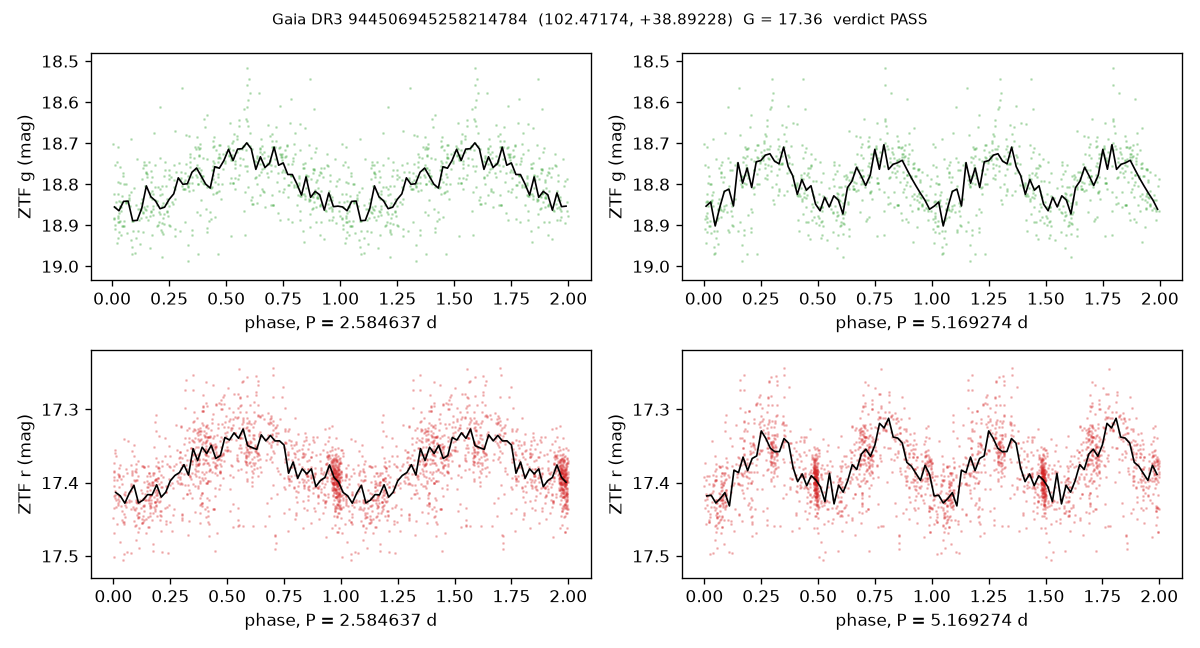 Gaia DR3 944506945258214784 (102.47174, +38.89228) G = 17.36 verdict PASS
ZTF g (mag)
18.5
18.6
18.7
18.8
18.9
19.0
0.00 0.25 0.50 0.75 1.00 1.25 1.50 1.75 2.00
phase, P = 2.584637 d
ZTF g (mag)
18.5
18.6
18.7
18.8
18.9
19.0
0.00 0.25 0.50 0.75 1.00 1.25 1.50 1.75 2.00
phase, P = 5.169274 d
ZTF r (mag)
17.3
17.4
17.5
0.00 0.25 0.50 0.75 1.00 1.25 1.50 1.75 2.00
phase, P = 2.584637 d
ZTF r (mag)
17.3
17.4
17.5
0.00 0.25 0.50 0.75 1.00 1.25 1.50 1.75 2.00
phase, P = 5.169274 d